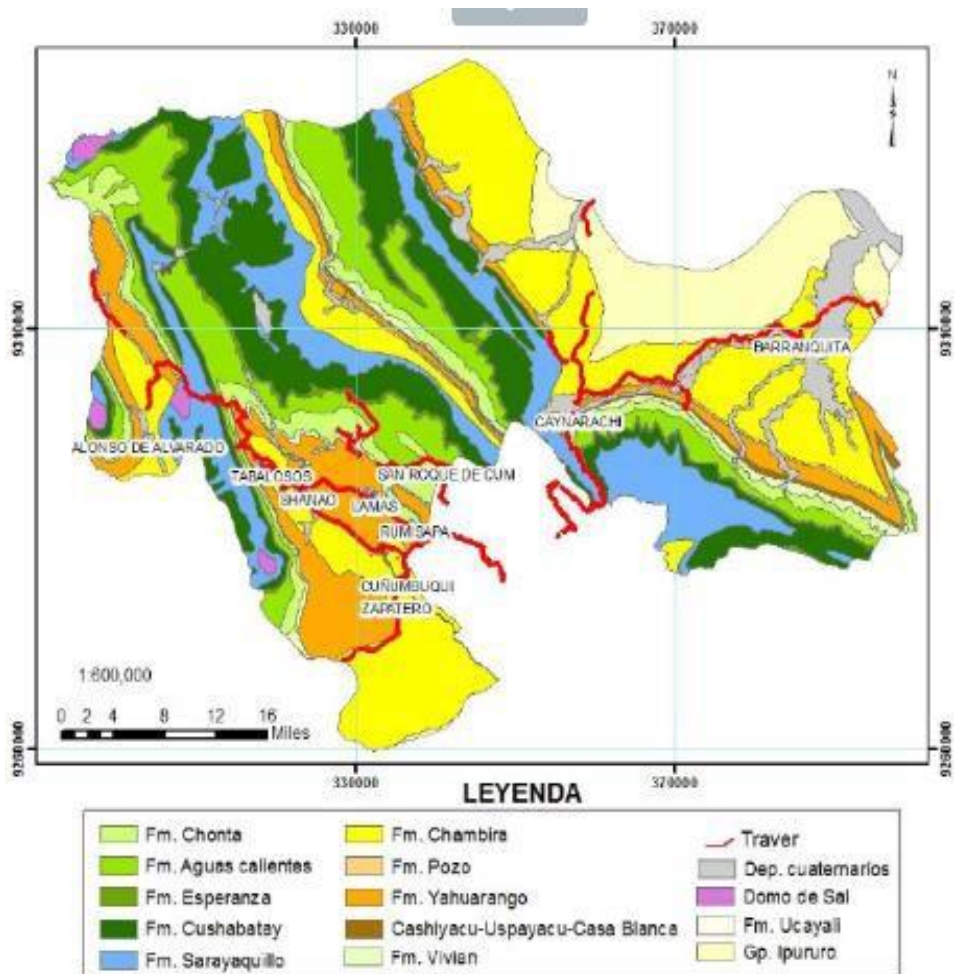 330000 370000
N
9310000 9310000
BARRANQUITA
CAYNARACHI
ALONSO DE ALVARADO
TABALOSOS SAN ROQUE DE CUM
SHANAO LAMAS
RUMISAPA
CUÑUMBUQUI
ZAPATERO
1:600,000
0 2 4 8 12 16
Miles
9260000 9260000
330000 370000
LEYENDA
Fm. Chonta Fm. Chambira Traver
Fm. Aguas calientes Fm. Pozo Dep. cuaternarios
Fm. Esperanza Fm. Yahuarango Domo de Sal
Fm. Cushabatay Cashiyacu-Uspayacu-Casa Blanca Fm. Ucayali
Fm. Sarayaquillo Fm. Vivian Gp. Ipururo